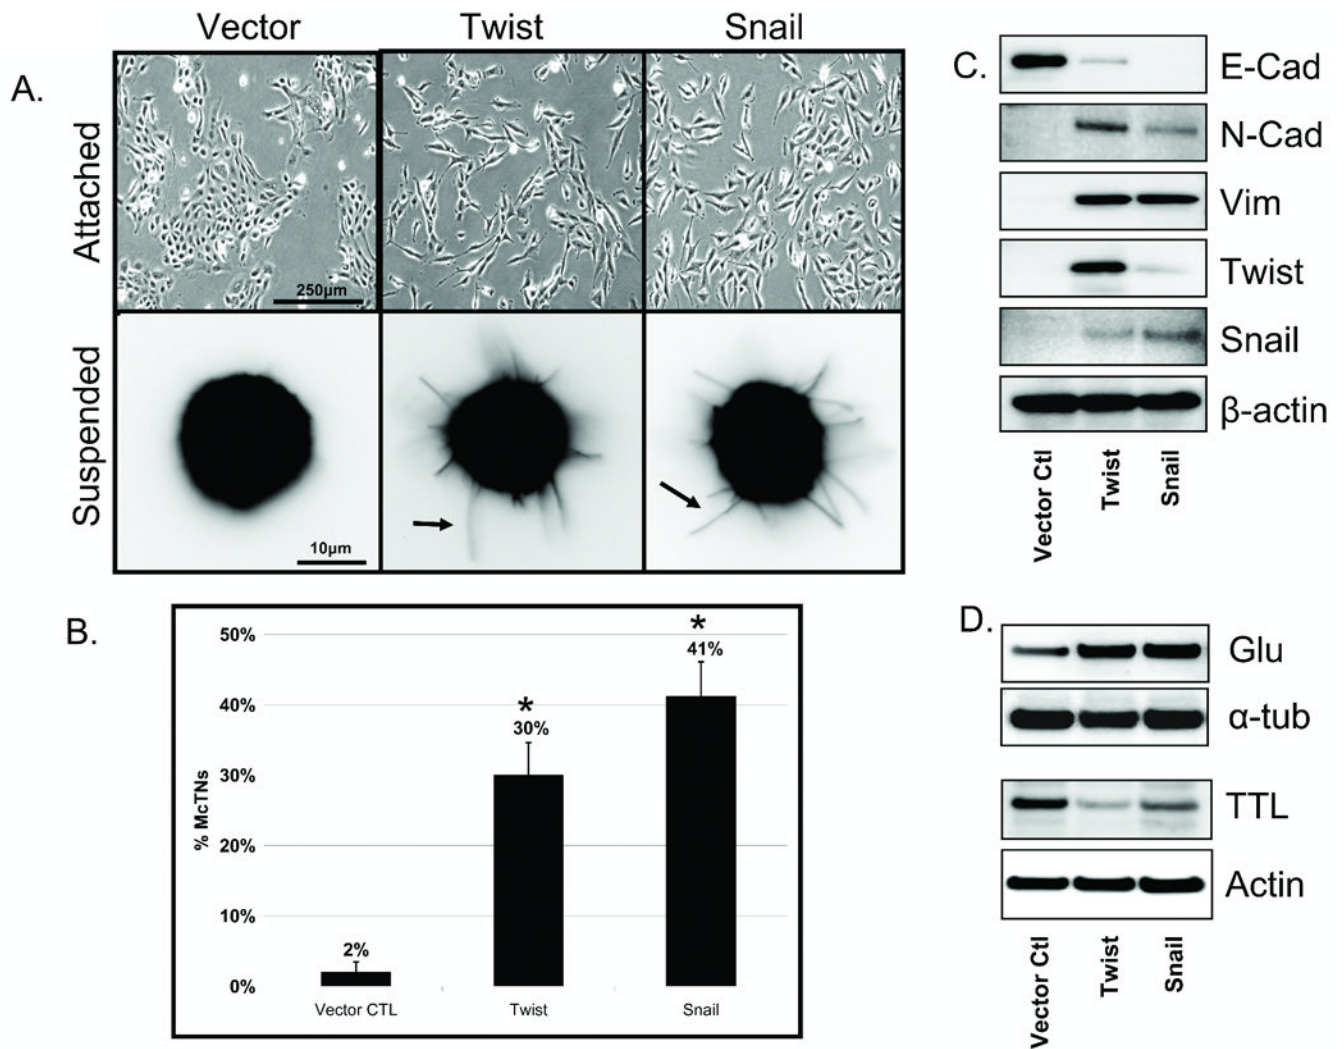 Vector Twist Snail
A.
Attached
250µm
Suspended
10µm
B.
% McTNs
50%
40%
30%
20%
10%
0%
2%
*
30%
*
41%
Vector CTL Twist Snail
C.
E-Cad
N-Cad
Vim
Twist
Snail
β-actin
Vector Ctl Twist Snail
D.
Glu
α-tub
TTL
Actin
Vector Ctl Twist Snail